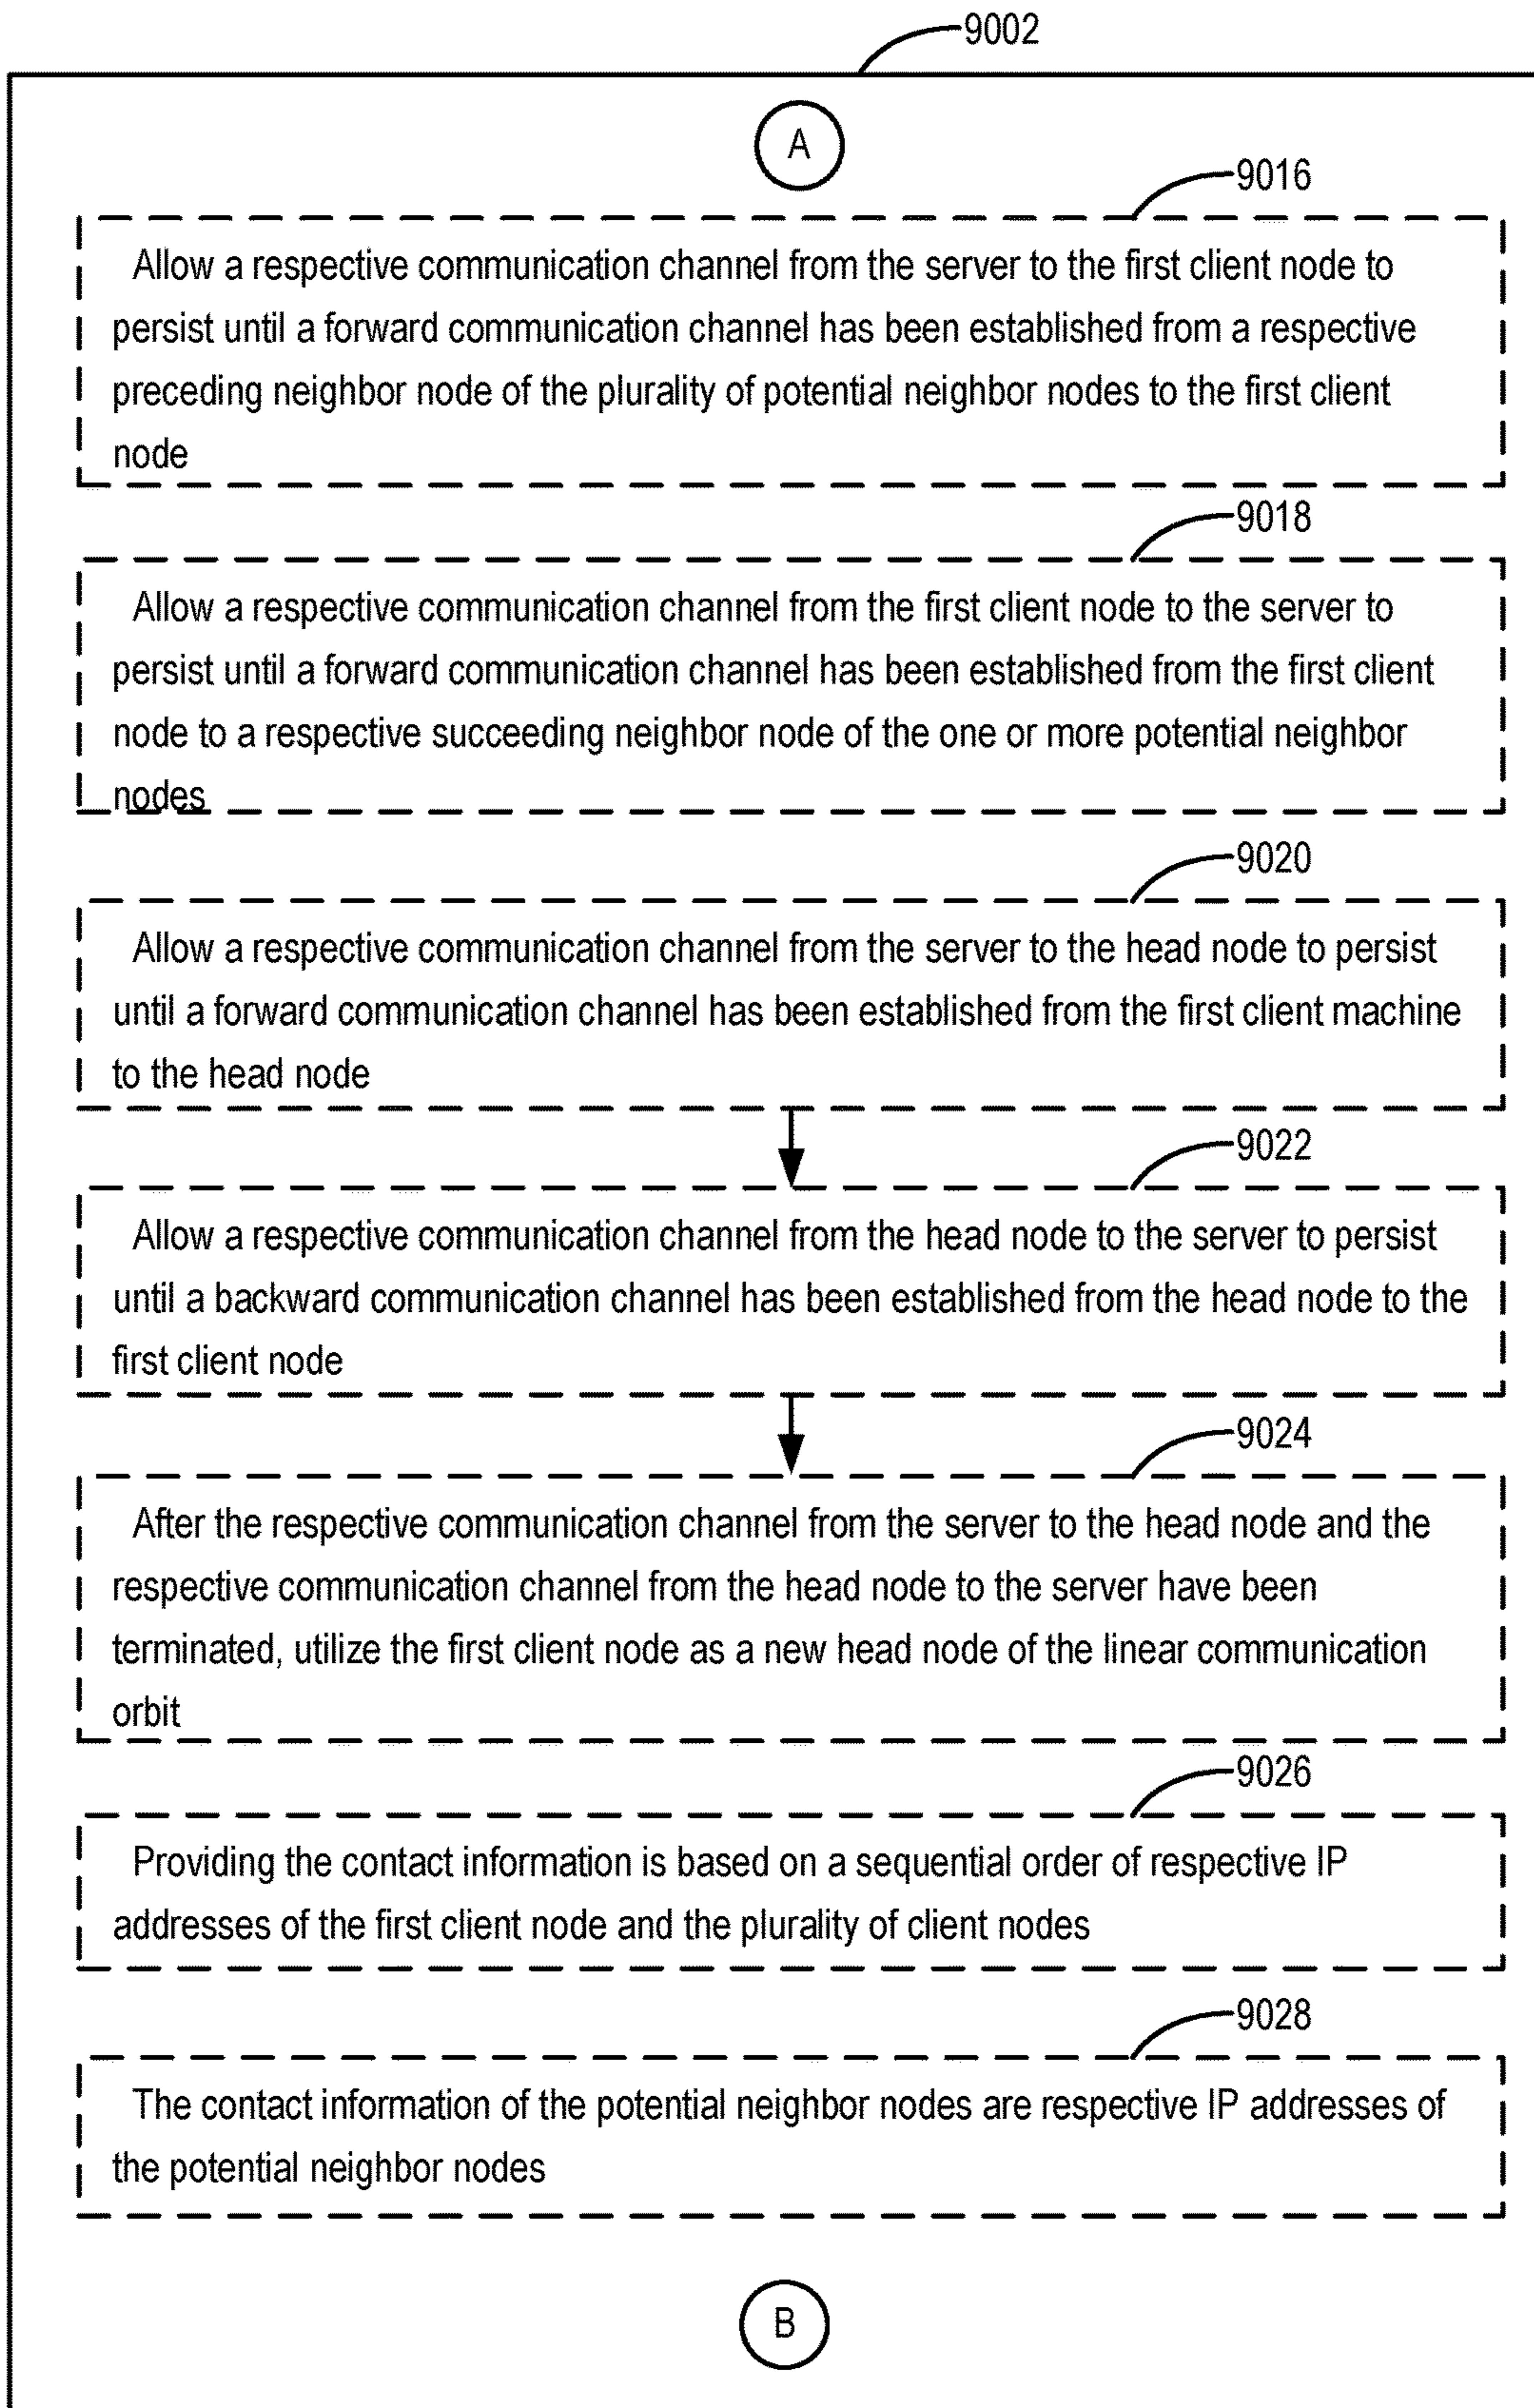 9002
A
9016
Allow a respective communication channel from the server to the first client node to
persist until a forward communication channel has been established from a respective
preceding neighbor node of the plurality of potential neighbor nodes to the first client
node
9018
Allow a respective communication channel from the first client node to the server to
persist until a forward communication channel has been established from the first client
node to a respective succeeding neighbor node of the one or more potential neighbor
nodes
9020
Allow a respective communication channel from the server to the head node to persist
until a forward communication channel has been established from the first client machine
to the head node
9022
Allow a respective communication channel from the head node to the server to persist
until a backward communication channel has been established from the head node to the
first client node
9024
After the respective communication channel from the server to the head node and the
respective communication channel from the head node to the server have been
terminated, utilize the first client node as a new head node of the linear communication
orbit
9026
Providing the contact information is based on a sequential order of respective IP
addresses of the first client node and the plurality of client nodes
9028
The contact information of the potential neighbor nodes are respective IP addresses of
the potential neighbor nodes
B